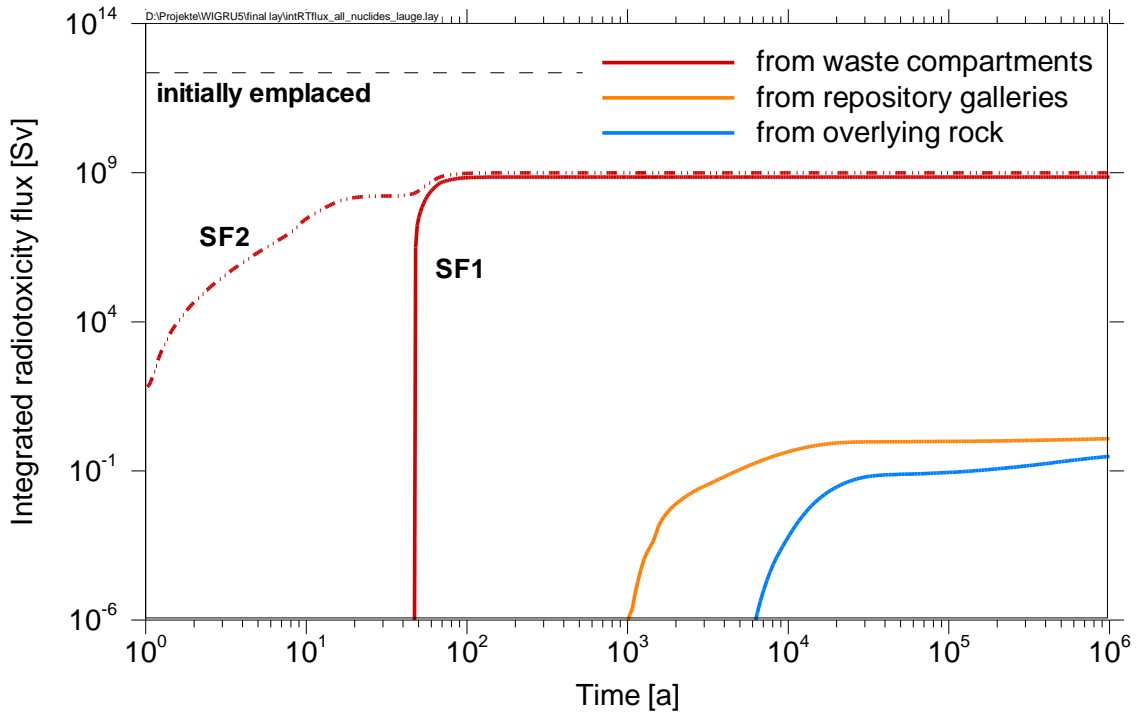 D:\Projekte\WIGRU5\final lay\intRTflux_all_nuclides_lauge.lay
10^14
from waste compartments
initially emplaced
from repository galleries
from overlying rock
10^9
SF2
SF1
10^4
10^-1
10^-6
10^0 10^1 10^2 10^3 10^4 10^5 10^6
Time [a]
Integrated radiotoxicity flux [Sv]